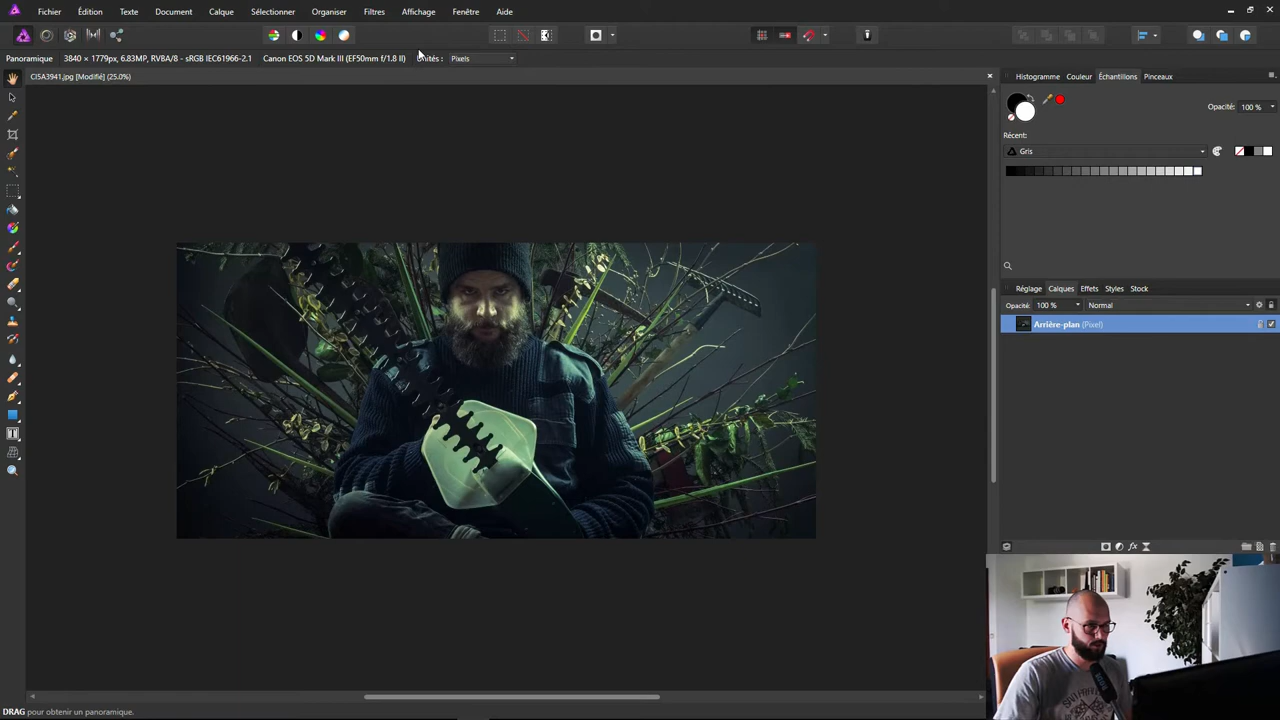 Fichier Édition Texte Document Calque Sélectionner Organiser Filtres Affichage Fenêtre Aide
Panoramique 3840 × 1779px, 6.83MP, RVBA/8 - sRGB IEC61966-2.1 Canon EOS 5D Mark III (EF50mm f/1.8 II) Unités : Pixels
CI5A3941.jpg [Modifié] (25.0%)
Histogramme Couleur Échantillons Pinceaux
Opacité: 100 %
Récent:
Gris
Réglage Calques Effets Styles Stock
Opacité: 100 % Normal
Arrière-plan (Pixel)
DRAG pour obtenir un panoramique.